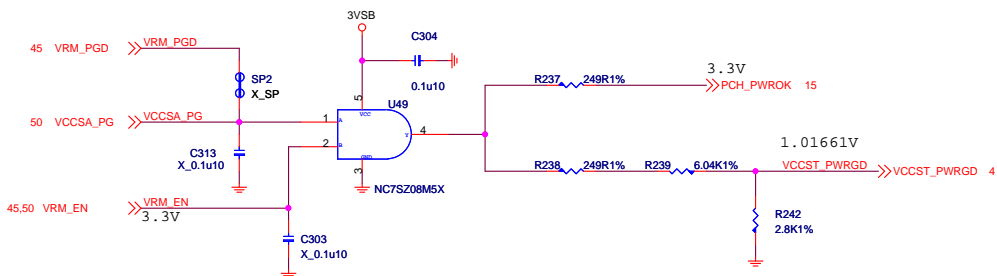 3VSB
45 VRM_PGD
VRM_PGD
C304
0.1u10
SP2
X_SP
R237
249R1%
3.3V
PCH_PWROK 15
5
VCC
U49
50 VCCSA_PG
VCCSA_PG
1
A
4
Y
2
B
GND
3
NC7SZ08M5X
C313
X_0.1u10
1.01661V
R238
249R1%
R239
6.04K1%
VCCST_PWRGD
VCCST_PWRGD 4
45,50 VRM_EN
VRM_EN
3.3V
R242
2.8K1%
C303
X_0.1u10